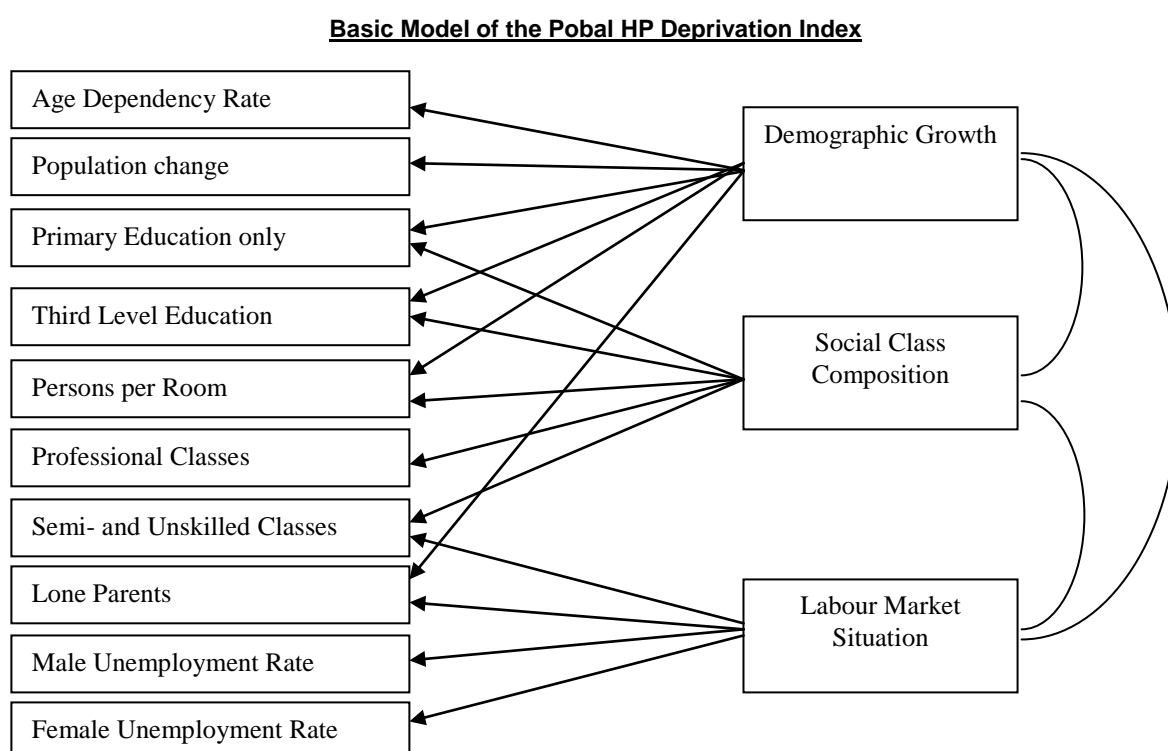 Basic Model of the Pobal HP Deprivation Index
Age Dependency Rate
Population change
Primary Education only
Third Level Education
Persons per Room
Professional Classes
Semi- and Unskilled Classes
Lone Parents
Male Unemployment Rate
Female Unemployment Rate
Demographic Growth
Social Class
Composition
Labour Market
Situation